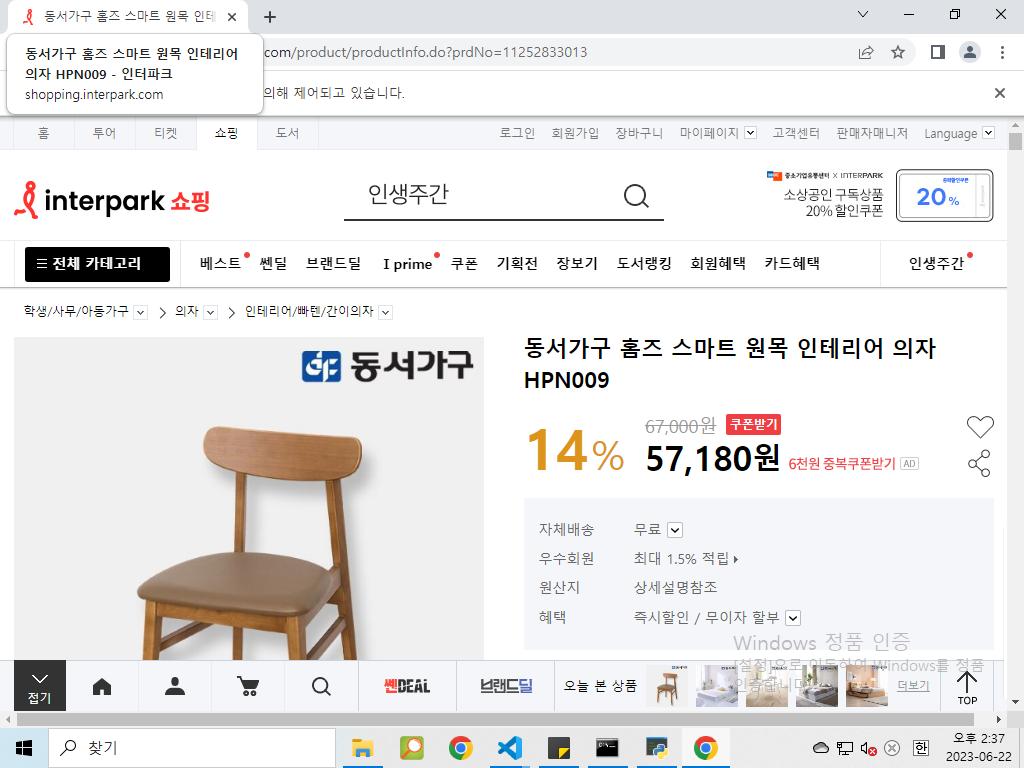 동서가구 홈즈 스마트 원목 인테
동서가구 홈즈 스마트 원목 인테리어
의자 HPN009 - 인터파크
shopping.interpark.com
com/product/productInfo.do?prdNo=11252833013
의해 제어되고 있습니다.
홈 투어 티켓 쇼핑 도서
로그인 회원가입 장바구니 마이페이지 고객센터 판매자매니저 Language
interpark 쇼핑
인생주간
중소기업유통센터 X INTERPARK
소상공인 구독상품
20% 할인쿠폰
중복할인쿠폰
20%
전체 카테고리
베스트 쎈딜 브랜드딜 I prime 쿠폰 기획전 장보기 도서랭킹 회원혜택 카드혜택 인생주간
학생/사무/아동가구 의자 인테리어/빠텐/간이의자
동서가구
동서가구 홈즈 스마트 원목 인테리어 의자
HPN009
14%
67,000원 쿠폰받기
57,180원 6천원 중복쿠폰받기 AD
자체배송 무료
우수회원 최대 1.5% 적립
원산지 상세설명참조
혜택 즉시할인 / 무이자 할부
Windows 정품 인증
[설정]으로 이동하여 Windows를 정품
인증합니다.
접기
쎈DEAL
브랜드딜
오늘 본 상품
더보기
TOP
찾기
한
오후 2:37
2023-06-22